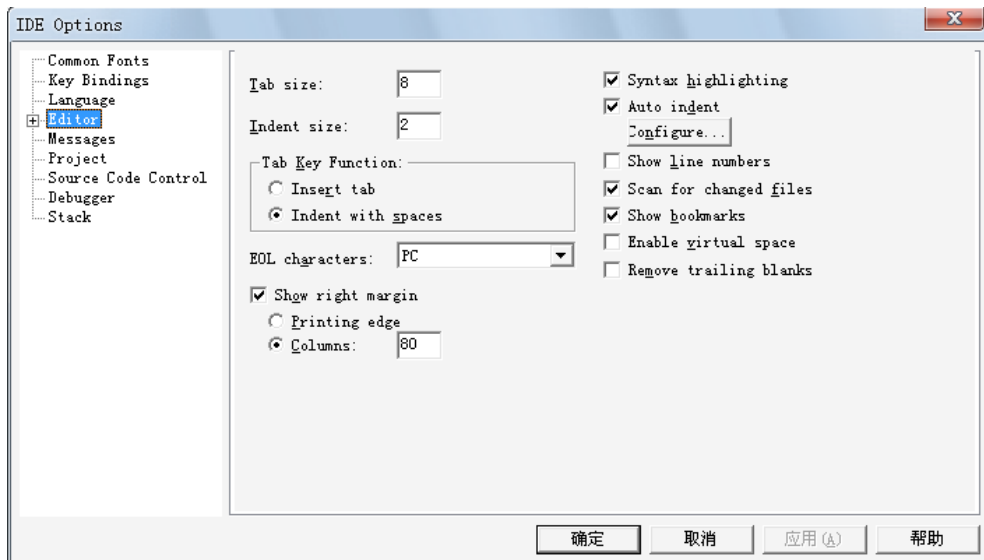 IDE Options
Common Fonts
Key Bindings
Language
Editor
Messages
Project
Source Code Control
Debugger
Stack
Tab size: 8
Indent size: 2
Tab Key Function:
Insert tab
Indent with spaces
EOL characters: PC
Show right margin
Printing edge
Columns: 80
Syntax highlighting
Auto indent
Configure...
Show line numbers
Scan for changed files
Show bookmarks
Enable virtual space
Remove trailing blanks
确定 取消 应用(A) 帮助